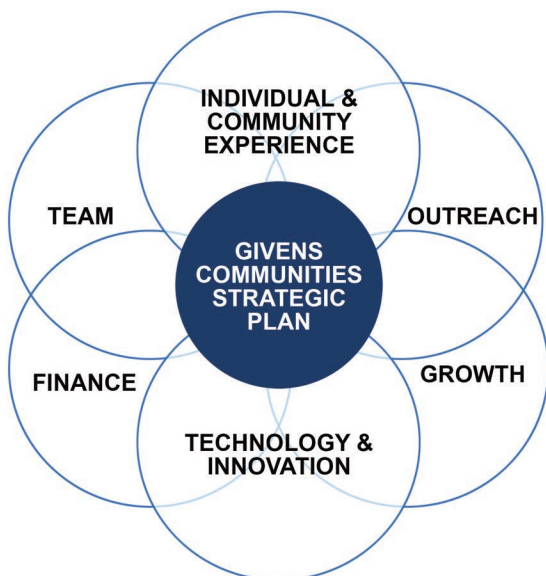 INDIVIDUAL &
COMMUNITY
EXPERIENCE
TEAM
OUTREACH
GIVENS
COMMUNITIES
STRATEGIC
PLAN
FINANCE
GROWTH
TECHNOLOGY &
INNOVATION